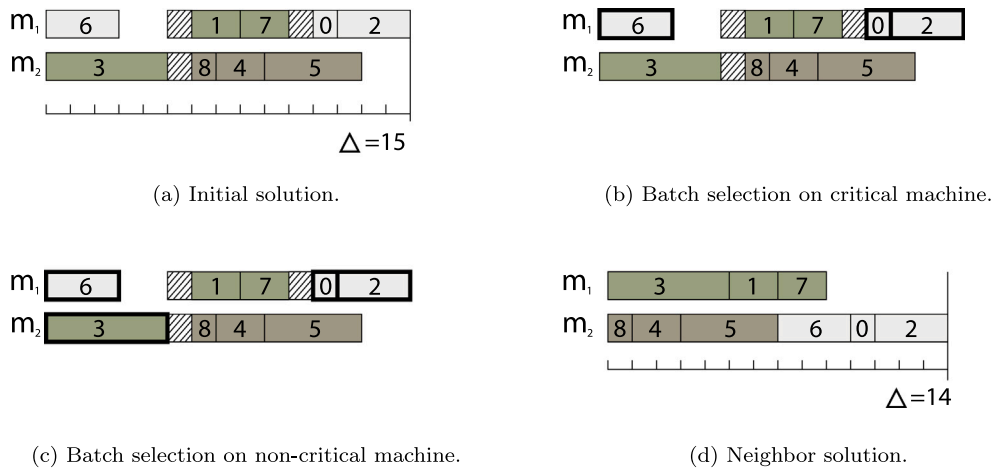 m1 6 1 7 0 2
m2 3 8 4 5
△=15
(a) Initial solution.
m1 6 1 7 0 2
m2 3 8 4 5
(b) Batch selection on critical machine.
m1 6 1 7 0 2
m2 3 8 4 5
(c) Batch selection on non-critical machine.
m1 3 1 7
m2 8 4 5 6 0 2
△=14
(d) Neighbor solution.